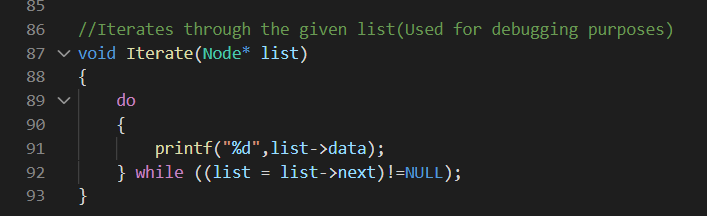 85
86 //Iterates through the given list(Used for debugging purposes)
87 void Iterate(Node* list)
88 {
89     do
90     {
91         printf("%d",list->data);
92     } while ((list = list->next)!=NULL);
93 }